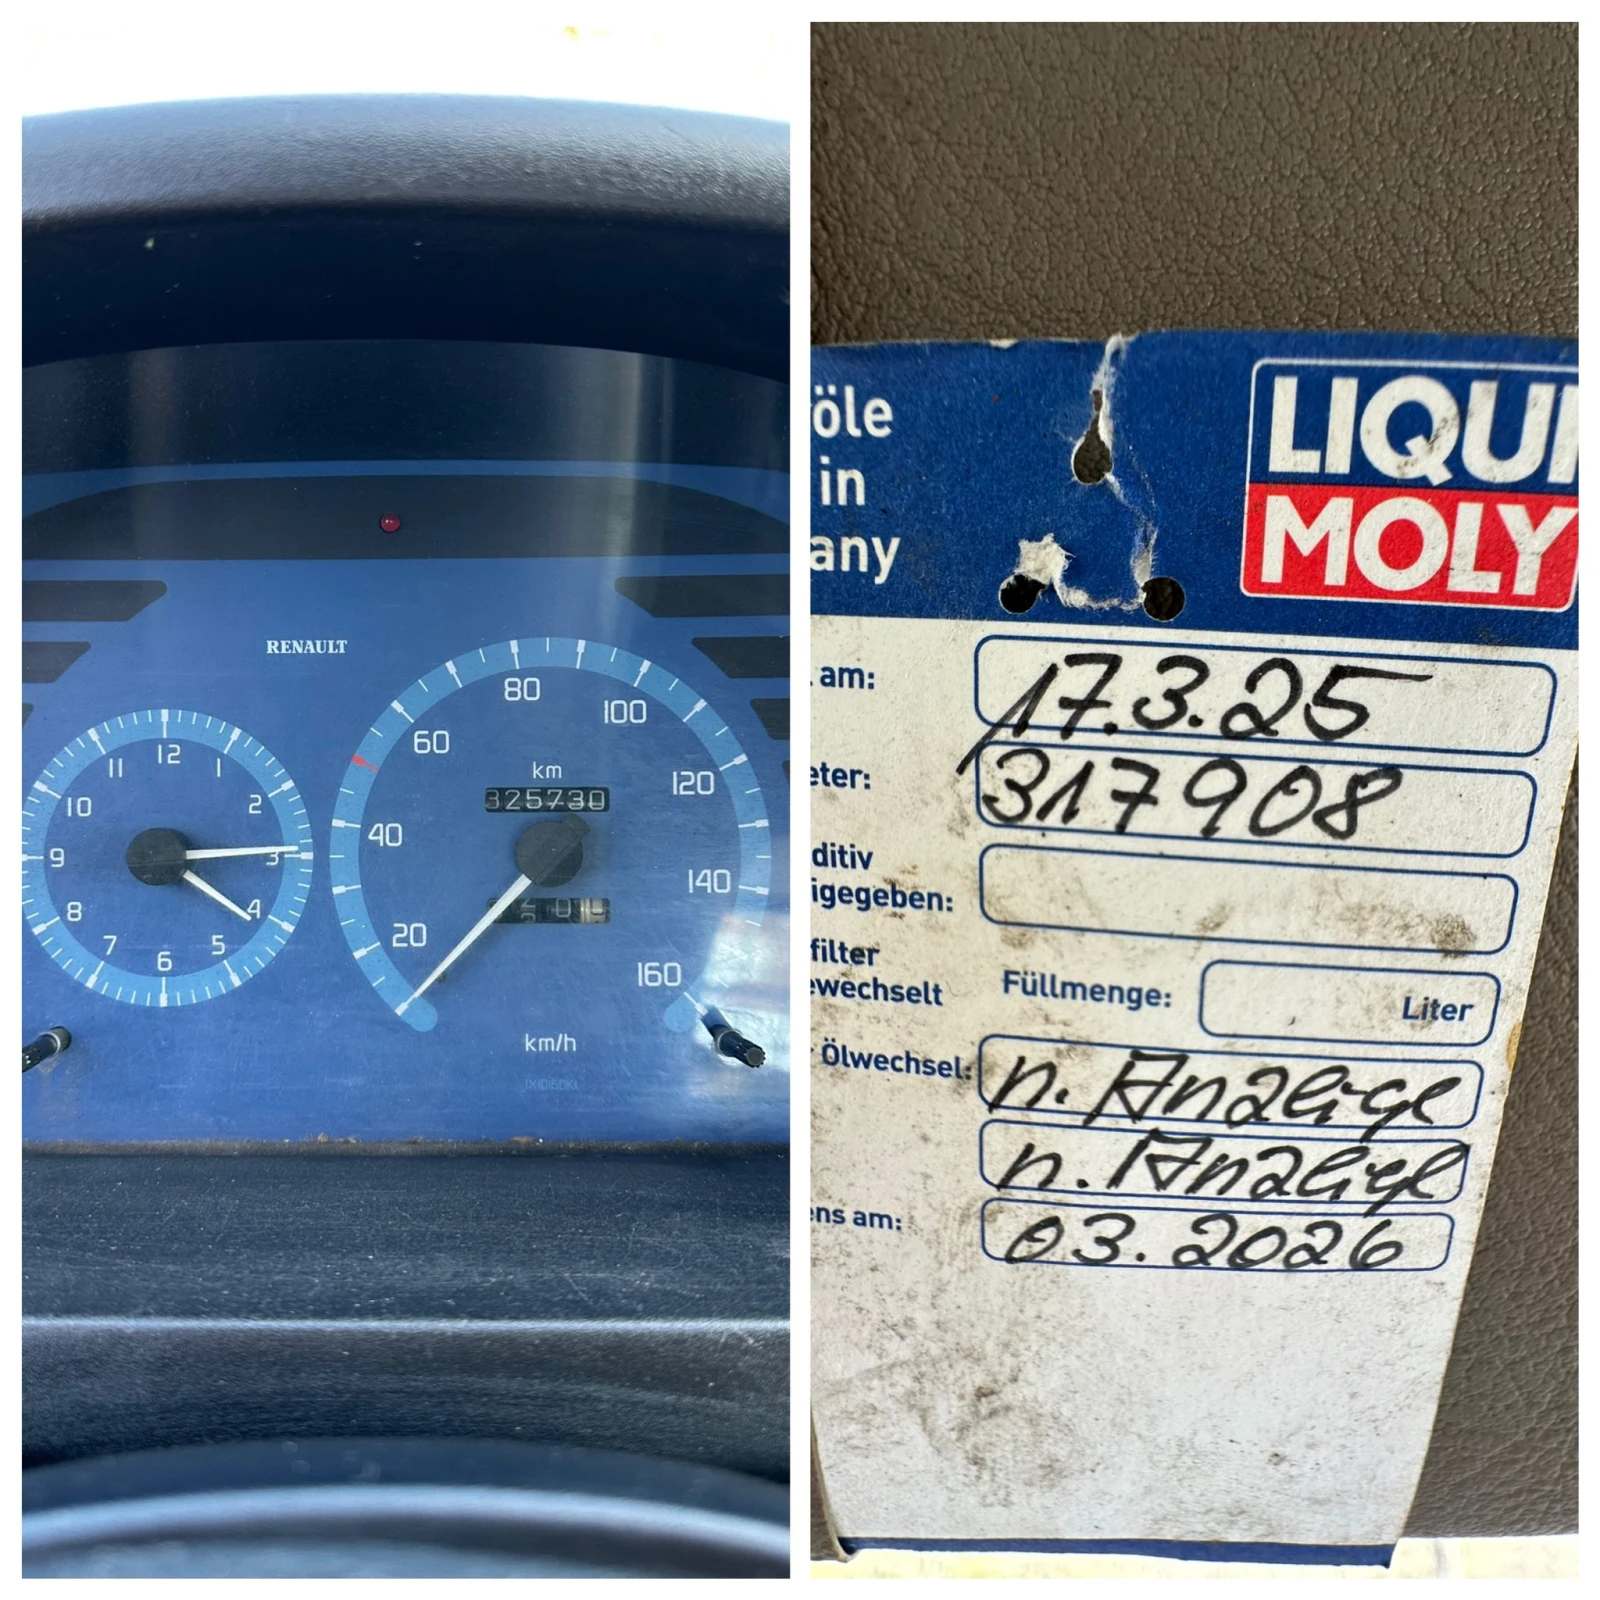 RENAULT
12
11
1
10
2
9
3
8
4
7
5
6
80
60
100
km
325730
120
40
140
20
160
km/h
öle
LIQUI
in
MOLY
any
am:
17.3.25
eter:
317908
ditiv
igegeben:
filter
ewechselt
Füllmenge:
Liter
Ölwechsel:
n. Anzeige
n. Anzeige
ens am:
03.2026